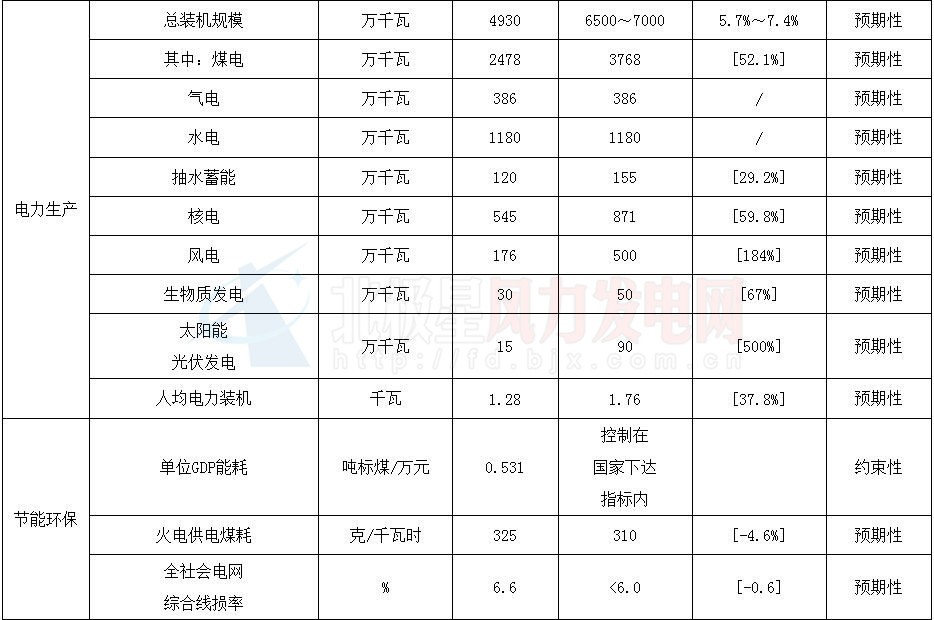 电力生产
总装机规模 万千瓦 4930 6500～7000 5.7%～7.4% 预期性
其中：煤电 万千瓦 2478 3768 [52.1%] 预期性
气电 万千瓦 386 386 / 预期性
水电 万千瓦 1180 1180 / 预期性
抽水蓄能 万千瓦 120 155 [29.2%] 预期性
核电 万千瓦 545 871 [59.8%] 预期性
风电 万千瓦 176 500 [184%] 预期性
生物质发电 万千瓦 30 50 [67%] 预期性
太阳能
光伏发电 万千瓦 15 90 [500%] 预期性
人均电力装机 千瓦 1.28 1.76 [37.8%] 预期性
节能环保
单位GDP能耗 吨标煤/万元 0.531
控制在
国家下达
指标内
约束性
火电供电煤耗 克/千瓦时 325 310 [-4.6%] 预期性
全社会电网
综合线损率 % 6.6 <6.0 [-0.6] 预期性
北极星风力发电网
http://fd.bjx.com.cn